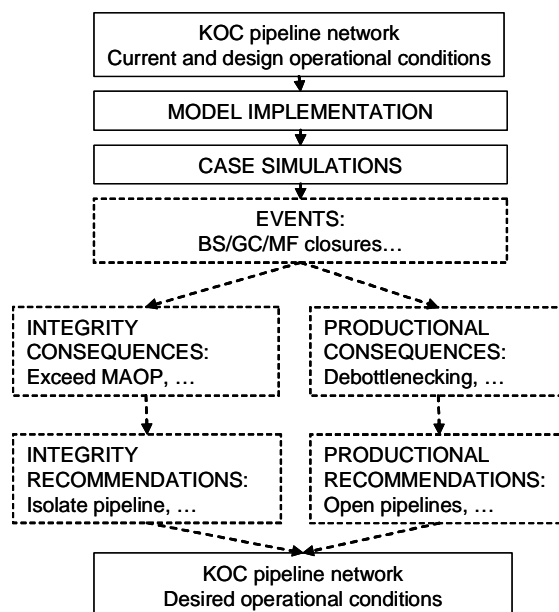 KOC pipeline network
Current and design operational conditions
MODEL IMPLEMENTATION
CASE SIMULATIONS
EVENTS:
BS/GC/MF closures…
INTEGRITY
CONSEQUENCES:
Exceed MAOP, …
PRODUCTIONAL
CONSEQUENCES:
Debottlenecking, …
INTEGRITY
RECOMMENDATIONS:
Isolate pipeline, …
PRODUCTIONAL
RECOMMENDATIONS:
Open pipelines, …
KOC pipeline network
Desired operational conditions